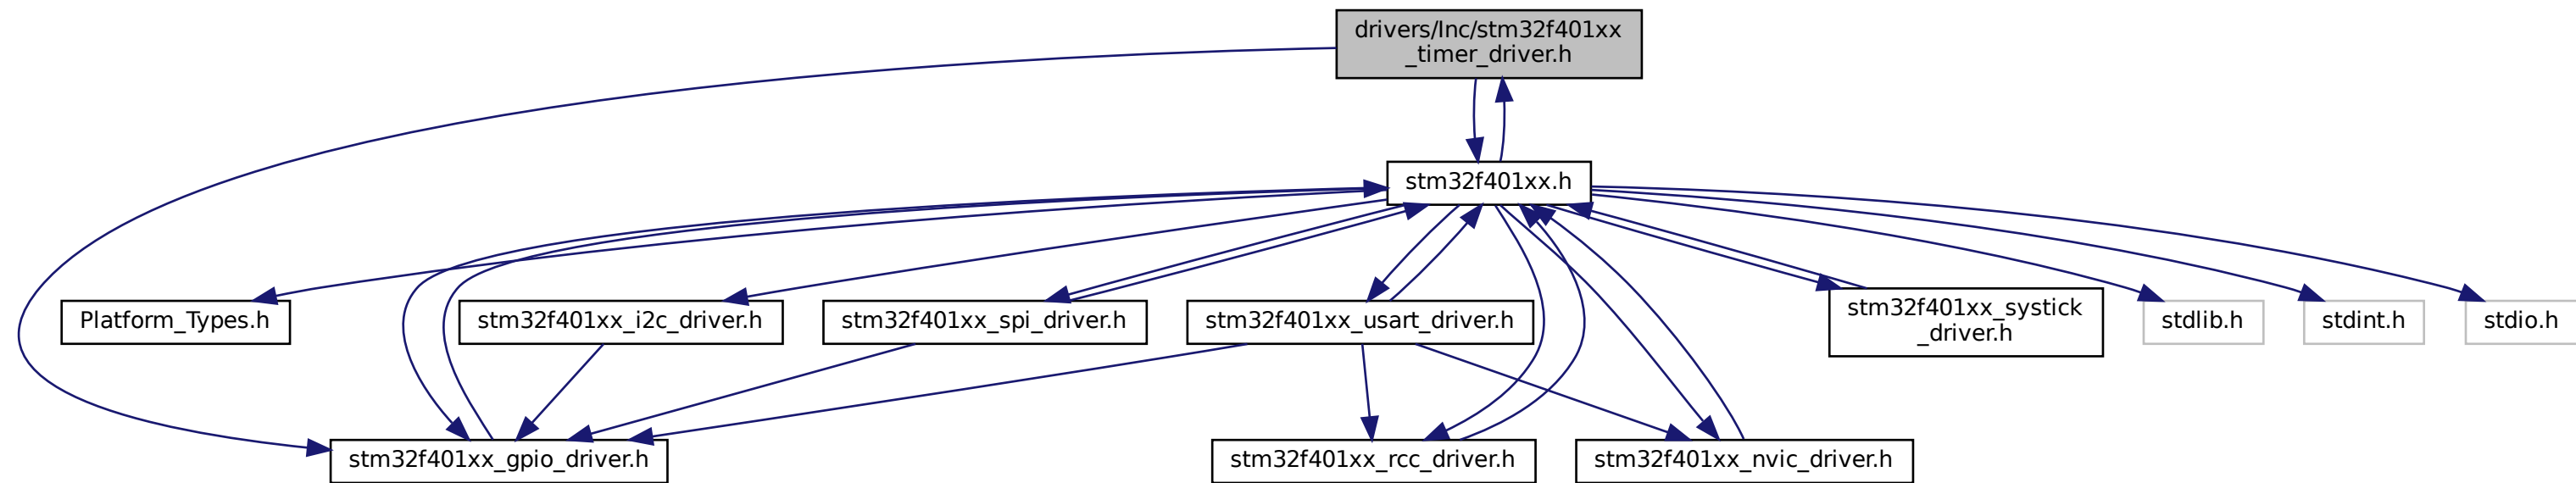 drivers/Inc/stm32f401xx
_timer_driver.h
stm32f401xx.h
Platform_Types.h
stm32f401xx_i2c_driver.h
stm32f401xx_spi_driver.h
stm32f401xx_usart_driver.h
stm32f401xx_systick
_driver.h
stdlib.h
stdint.h
stdio.h
stm32f401xx_gpio_driver.h
stm32f401xx_rcc_driver.h
stm32f401xx_nvic_driver.h